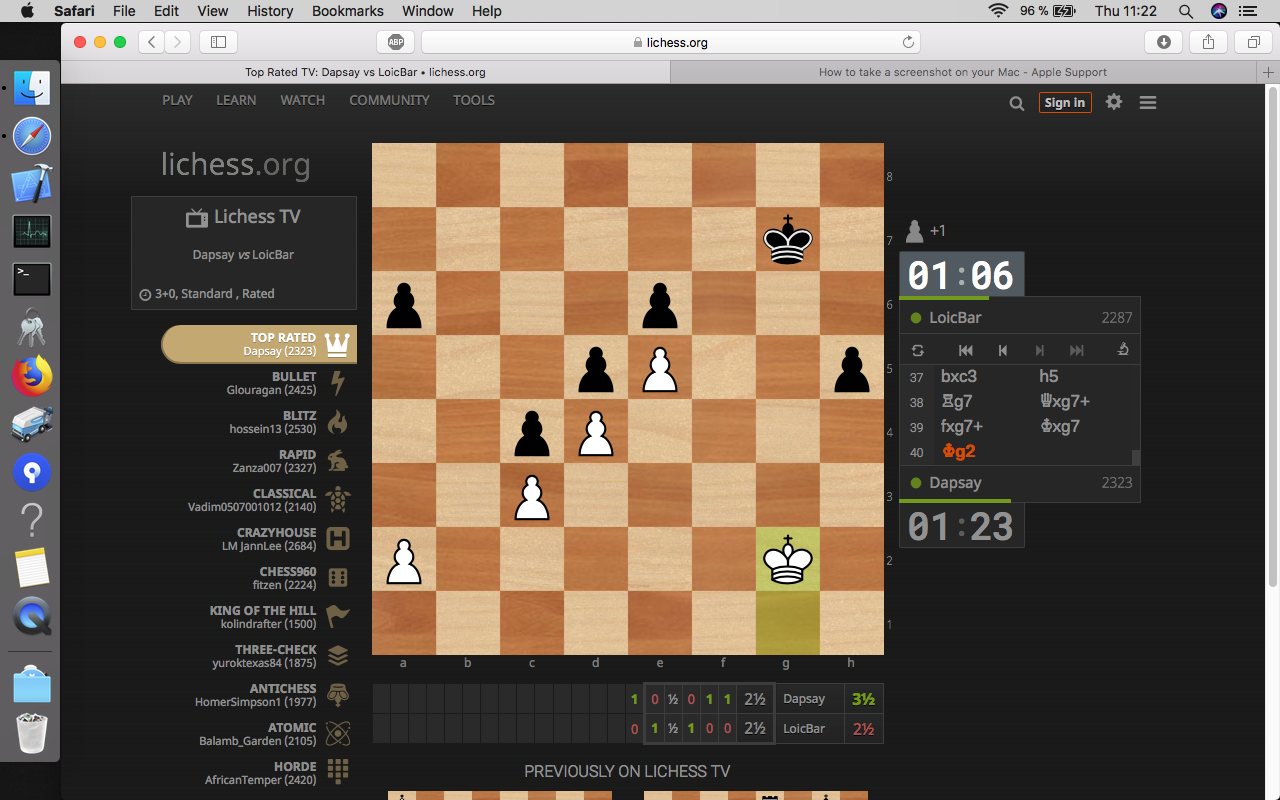 Safari File Edit View History Bookmarks Window Help 96 % Thu 11:22
ABP lichess.org
Top Rated TV: Dapsay vs LoicBar • lichess.org How to take a screenshot on your Mac - Apple Support
PLAY LEARN WATCH COMMUNITY TOOLS Sign in
lichess.org
Lichess TV
Dapsay vs LoicBar
3+0, Standard , Rated
TOP RATED
Dapsay (2323)
BULLET
Glouragan (2425)
BLITZ
hossein13 (2530)
RAPID
Zanza007 (2327)
CLASSICAL
Vadim0507001012 (2140)
CRAZYHOUSE
LM JannLee (2684)
CHESS960
fitzen (2224)
KING OF THE HILL
kolindrafter (1500)
THREE-CHECK
yuroktexas84 (1875)
ANTICHESS
HomerSimpson1 (1977)
ATOMIC
Balamb_Garden (2105)
HORDE
AfricanTemper (2420)
8
7
6
5
4
3
2
1
a b c d e f g h
+1
01:06
LoicBar 2287
37 bxc3 h5
38 ♖g7 ♕xg7+
39 fxg7+ ♔xg7
40 ♔g2
Dapsay 2323
01:23
1 0 ½ 0 1 1 2½ Dapsay 3½
0 1 ½ 1 0 0 2½ LoicBar 2½
PREVIOUSLY ON LICHESS TV